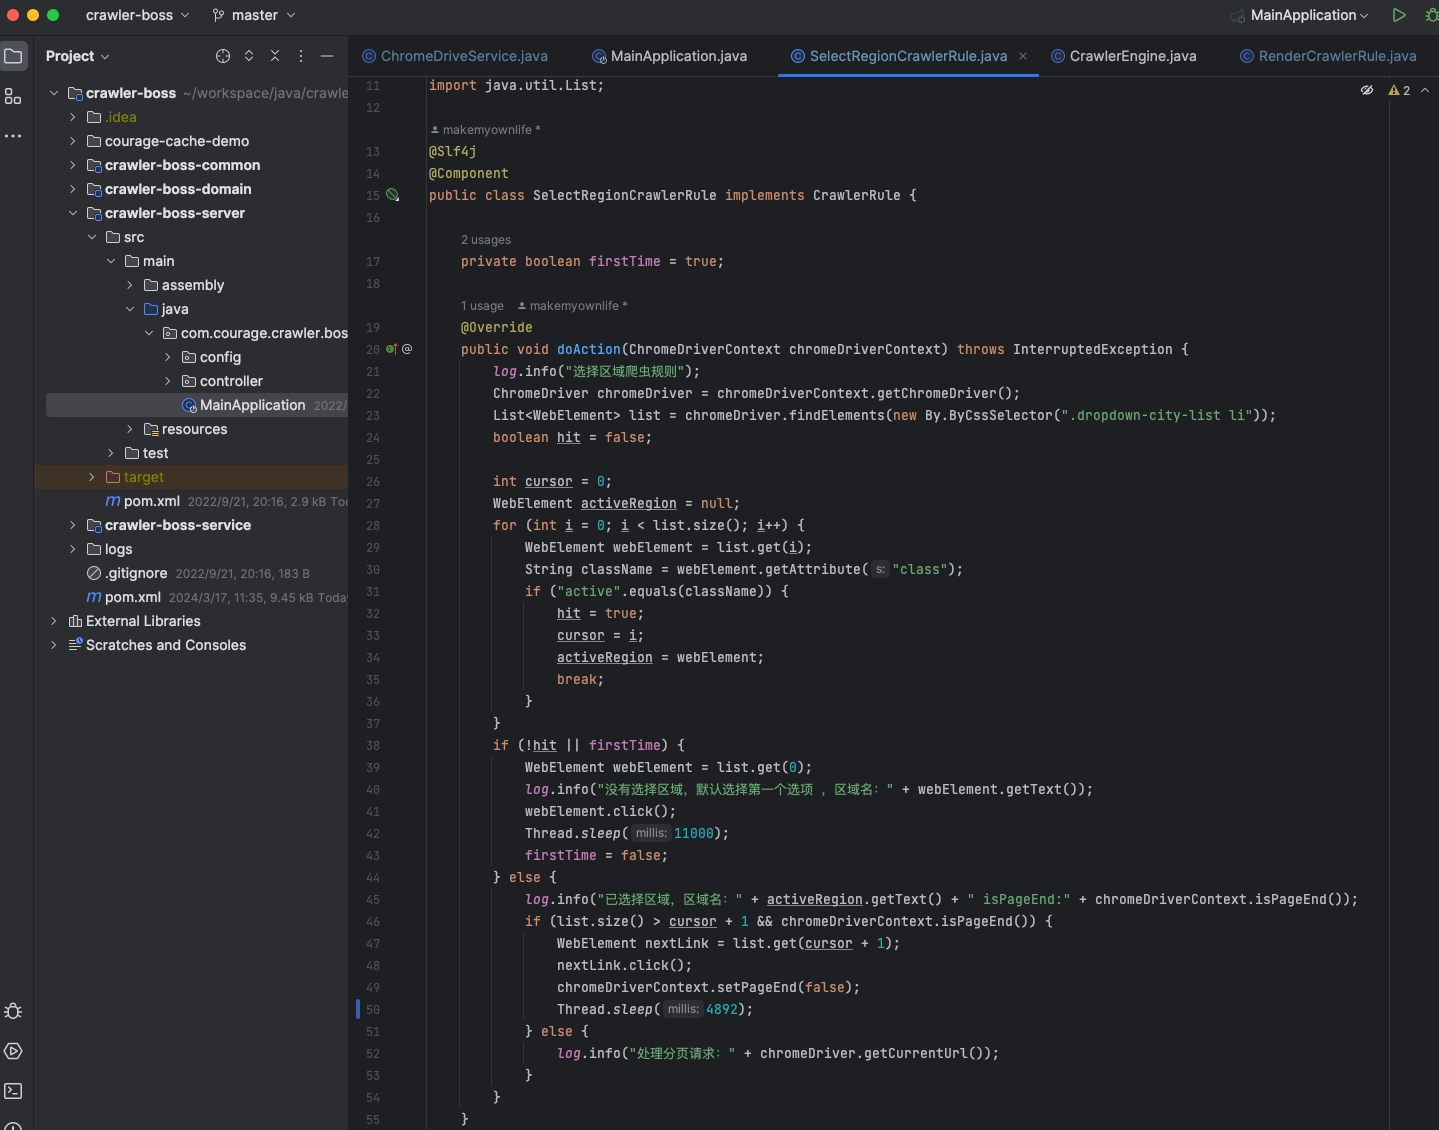 crawler-boss
master
MainApplication
Project
ChromeDriveService.java
MainApplication.java
SelectRegionCrawlerRule.java
CrawlerEngine.java
RenderCrawlerRule.java
crawler-boss ~/workspace/java/crawle
.idea
courage-cache-demo
crawler-boss-common
crawler-boss-domain
crawler-boss-server
src
main
assembly
java
com.courage.crawler.bos
config
controller
MainApplication 2022/
resources
test
target
pom.xml 2022/9/21, 20:16, 2.9 kB Tod
crawler-boss-service
logs
.gitignore 2022/9/21, 20:16, 183 B
pom.xml 2024/3/17, 11:35, 9.45 kB Today
External Libraries
Scratches and Consoles
2
11 import java.util.List;
12
makemyownlife *
13 @Slf4j
14 @Component
15 public class SelectRegionCrawlerRule implements CrawlerRule {
16
2 usages
17 private boolean firstTime = true;
18
1 usage makemyownlife *
19 @Override
20 @ public void doAction(ChromeDriverContext chromeDriverContext) throws InterruptedException {
21 log.info("选择区域爬虫规则");
22 ChromeDriver chromeDriver = chromeDriverContext.getChromeDriver();
23 List<WebElement> list = chromeDriver.findElements(new By.ByCssSelector(".dropdown-city-list li"));
24 boolean hit = false;
25
26 int cursor = 0;
27 WebElement activeRegion = null;
28 for (int i = 0; i < list.size(); i++) {
29 WebElement webElement = list.get(i);
30 String className = webElement.getAttribute( s: "class");
31 if ("active".equals(className)) {
32 hit = true;
33 cursor = i;
34 activeRegion = webElement;
35 break;
36 }
37 }
38 if (!hit || firstTime) {
39 WebElement webElement = list.get(0);
40 log.info("没有选择区域，默认选择第一个选项 ，区域名：" + webElement.getText());
41 webElement.click();
42 Thread.sleep( millis: 11000);
43 firstTime = false;
44 } else {
45 log.info("已选择区域，区域名：" + activeRegion.getText() + " isPageEnd:" + chromeDriverContext.isPageEnd());
46 if (list.size() > cursor + 1 && chromeDriverContext.isPageEnd()) {
47 WebElement nextLink = list.get(cursor + 1);
48 nextLink.click();
49 chromeDriverContext.setPageEnd(false);
50 Thread.sleep( millis: 4892);
51 } else {
52 log.info("处理分页请求：" + chromeDriver.getCurrentUrl());
53 }
54 }
55 }